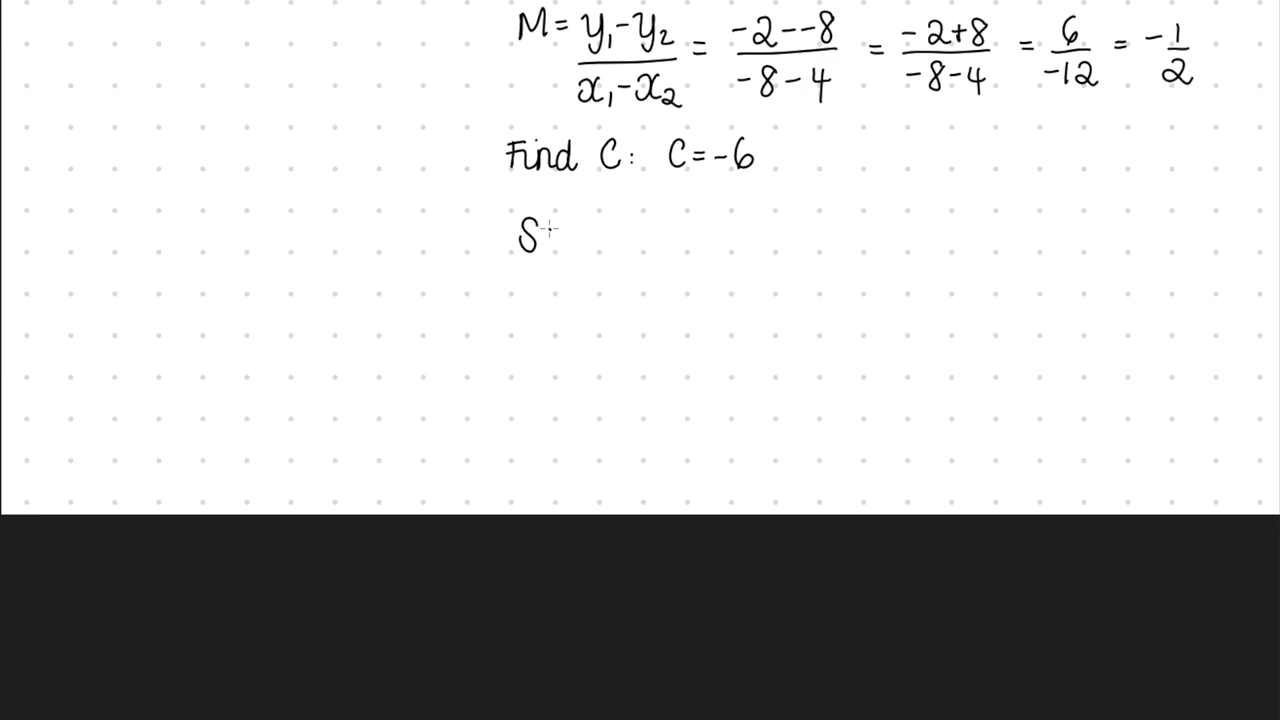 M = y₁-y₂/x₁-x₂ = -2--8/-8-4 = -2+8/-8-4 = 6/-12 = -1/2
Find C: C=-6
S